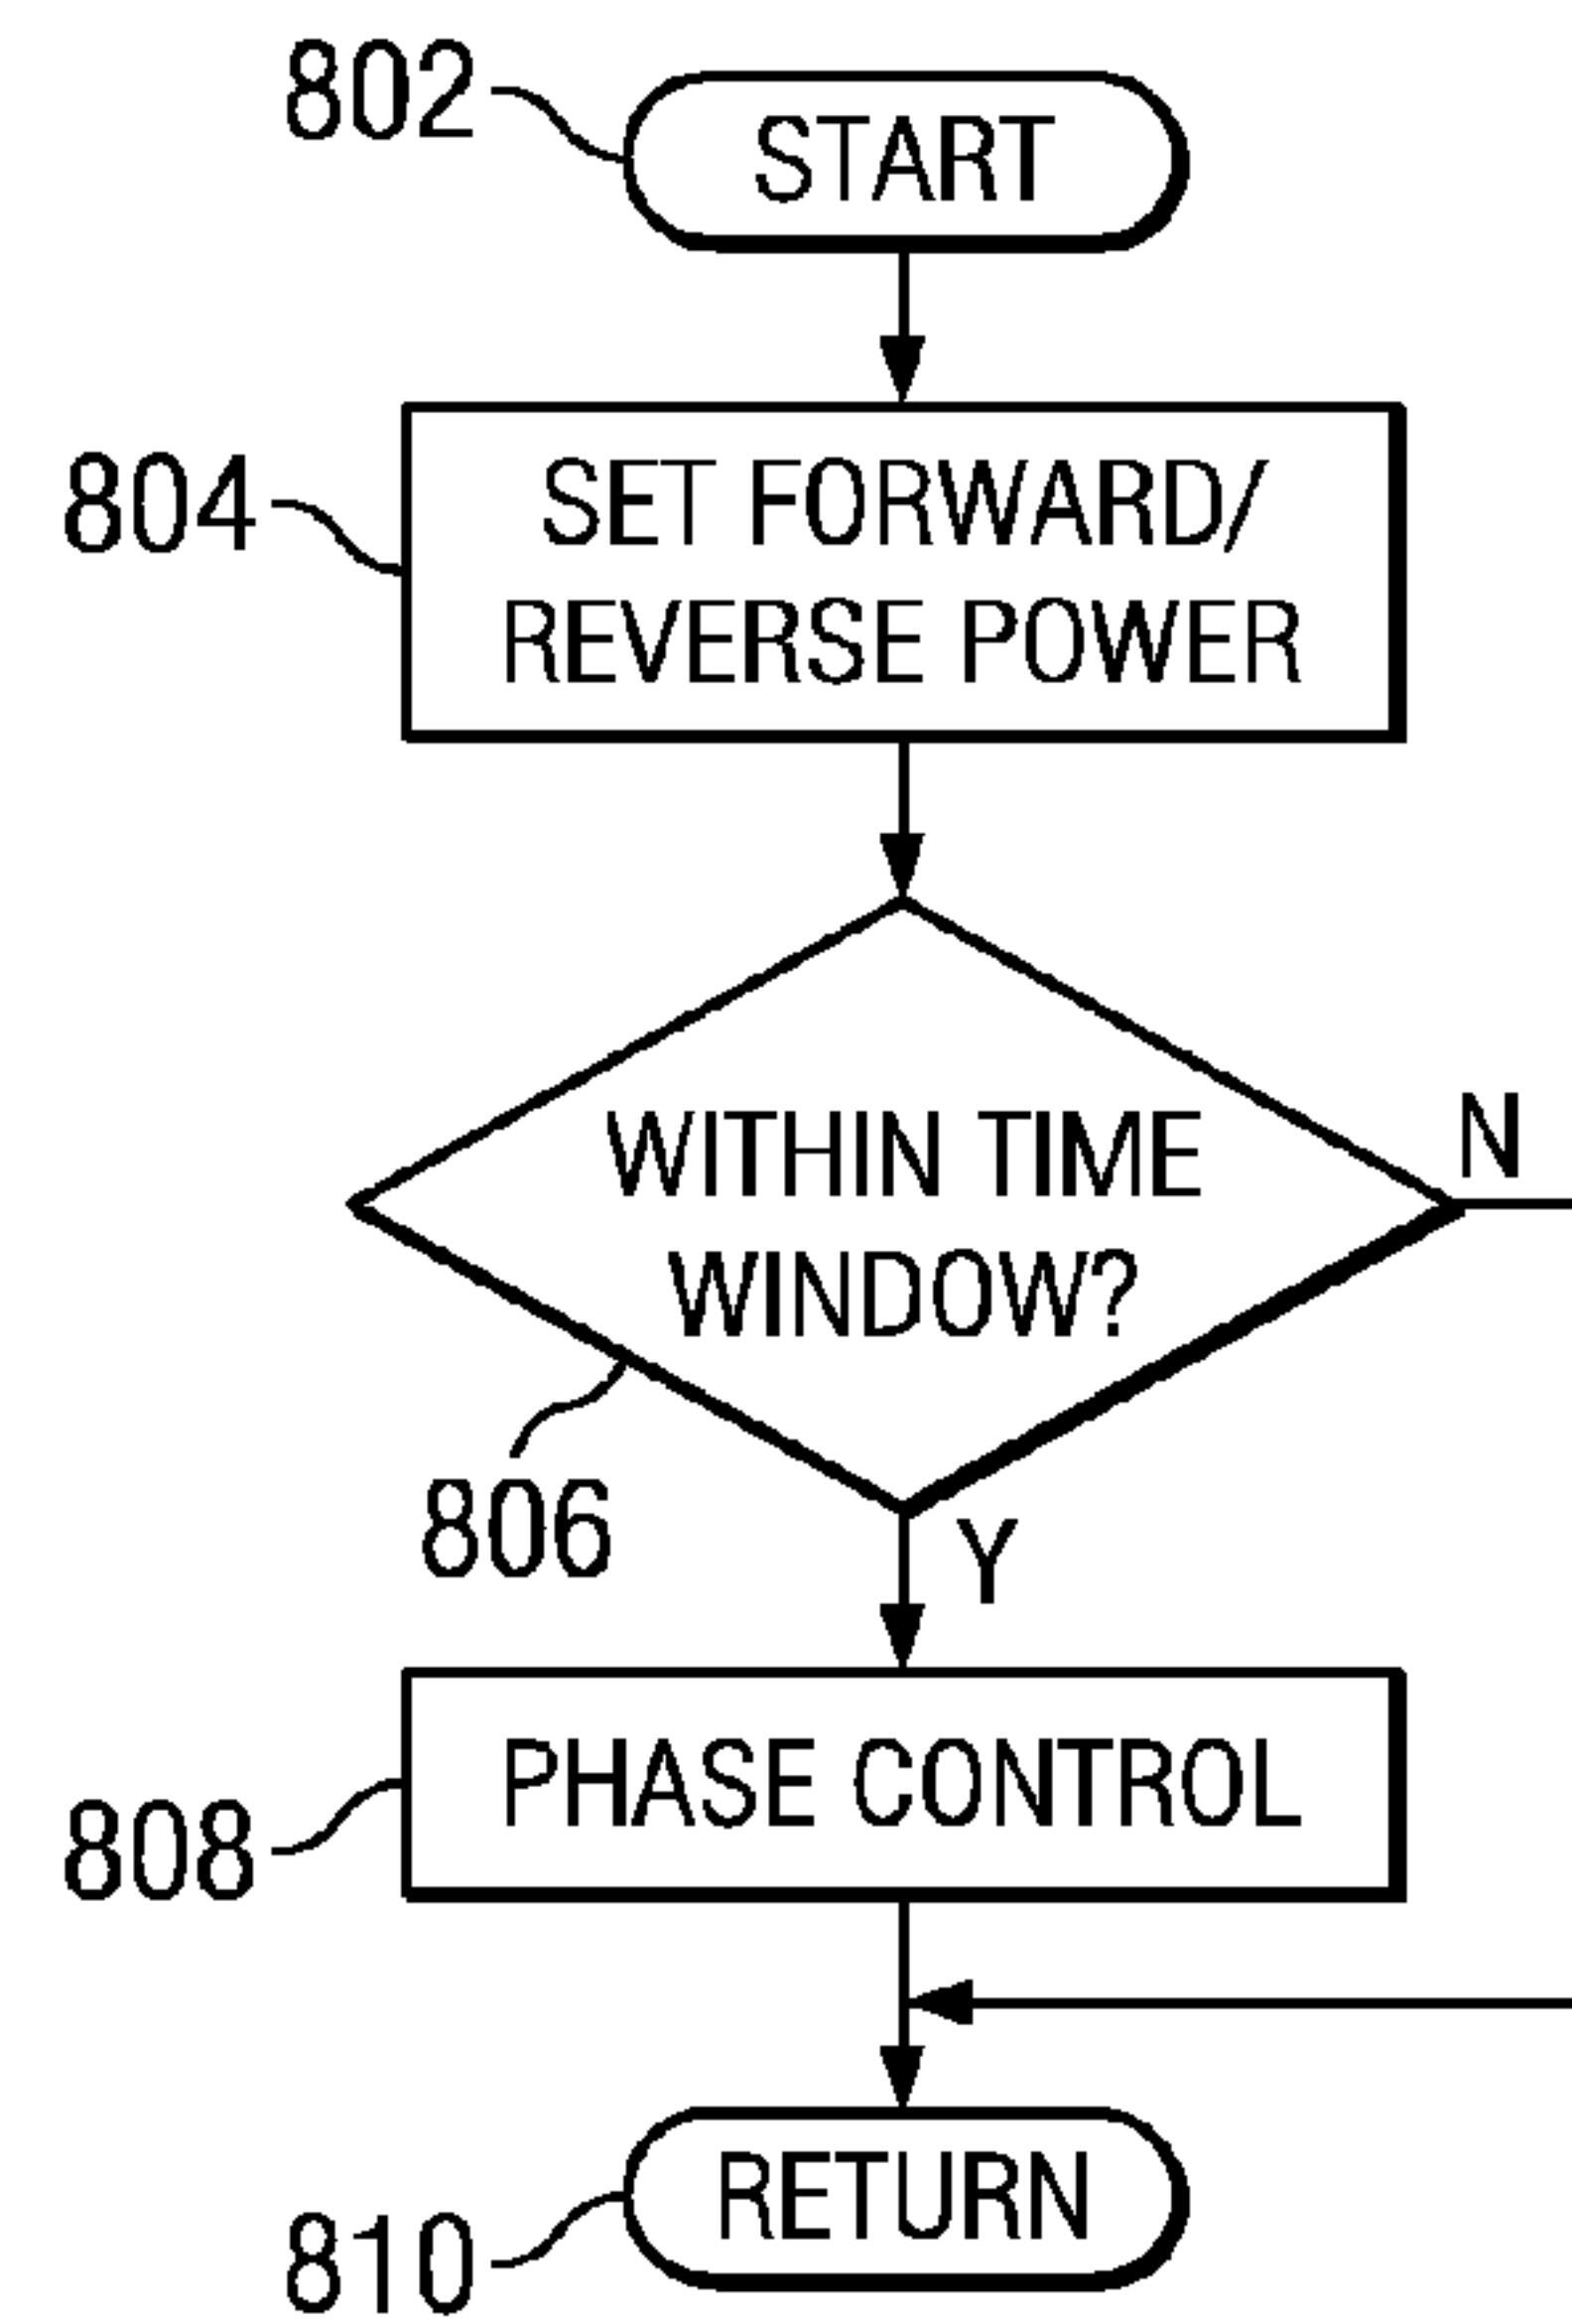 802
START
804
SET FORWARD/
REVERSE POWER
WITHIN TIME
WINDOW?
N
806
Y
PHASE CONTROL
808
RETURN
810